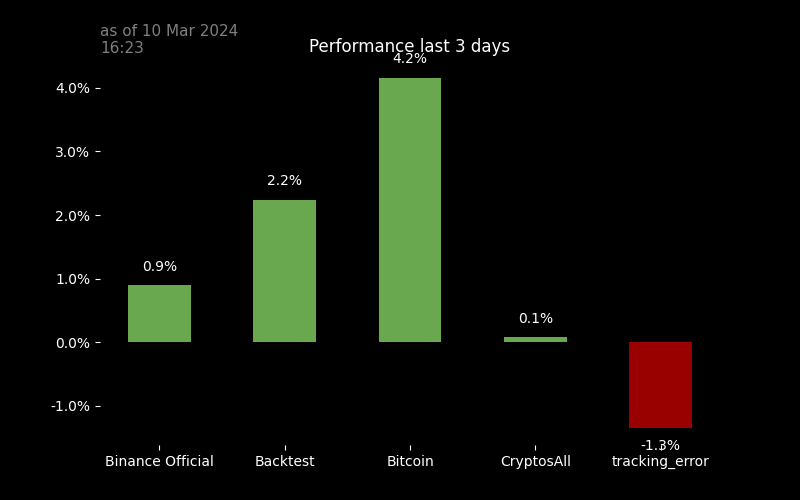 as of 10 Mar 2024
16:23
Performance last 3 days
4.2%
4.0%
3.0%
2.2%
2.0%
0.9%
1.0%
0.1%
0.0%
-1.0%
-1.3%
Binance Official
Backtest
Bitcoin
CryptosAll
tracking_error